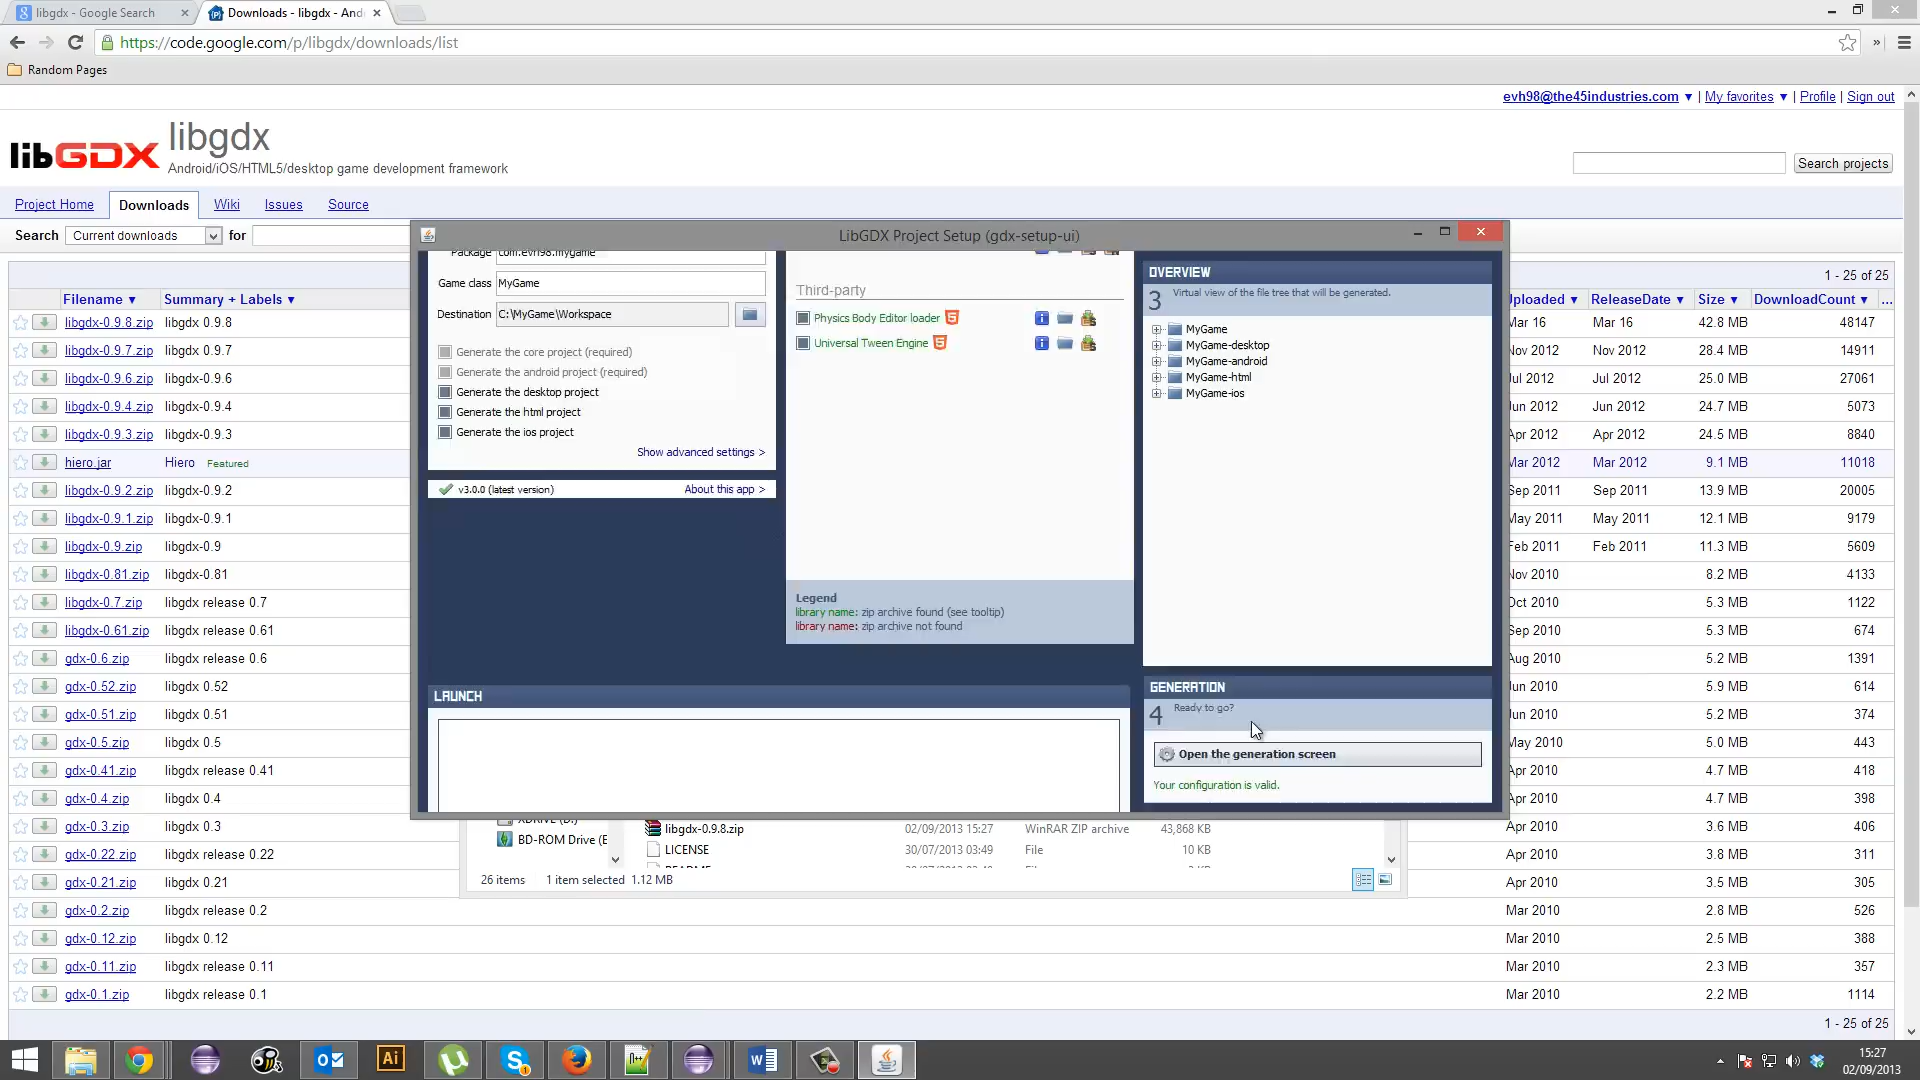 libgdx - Google Search
Downloads - libgdx - And
https://code.google.com/p/libgdx/downloads/list
Random Pages
evh98@the45industries.com ▼ | My favorites ▼ | Profile | Sign out
libGDX
libgdx
Android/iOS/HTML5/desktop game development framework
Search projects
Project Home Downloads Wiki Issues Source
Search Current downloads for
1 - 25 of 25
Filename ▼ Summary + Labels ▼ Uploaded ▼ ReleaseDate ▼ Size ▼ DownloadCount ▼ ...
libgdx-0.9.8.zip libgdx 0.9.8 Mar 16 Mar 16 42.8 MB 48147
libgdx-0.9.7.zip libgdx 0.9.7 Nov 2012 Nov 2012 28.4 MB 14911
libgdx-0.9.6.zip libgdx-0.9.6 Jul 2012 Jul 2012 25.0 MB 27061
libgdx-0.9.4.zip libgdx-0.9.4 Jun 2012 Jun 2012 24.7 MB 5073
libgdx-0.9.3.zip libgdx-0.9.3 Apr 2012 Apr 2012 24.5 MB 8840
hiero.jar Hiero Featured Mar 2012 Mar 2012 9.1 MB 11018
libgdx-0.9.2.zip libgdx-0.9.2 Sep 2011 Sep 2011 13.9 MB 20005
libgdx-0.9.1.zip libgdx-0.9.1 May 2011 May 2011 12.1 MB 9179
libgdx-0.9.zip libgdx-0.9 Feb 2011 Feb 2011 11.3 MB 5609
libgdx-0.81.zip libgdx-0.81 Nov 2010 8.2 MB 4133
libgdx-0.7.zip libgdx release 0.7 Oct 2010 5.3 MB 1122
libgdx-0.61.zip libgdx release 0.61 Sep 2010 5.3 MB 674
gdx-0.6.zip libgdx release 0.6 Aug 2010 5.2 MB 1391
gdx-0.52.zip libgdx release 0.52 Jun 2010 5.9 MB 614
gdx-0.51.zip libgdx release 0.51 Jun 2010 5.2 MB 374
gdx-0.5.zip libgdx release 0.5 May 2010 5.0 MB 443
gdx-0.41.zip libgdx release 0.41 Apr 2010 4.7 MB 418
gdx-0.4.zip libgdx release 0.4 Apr 2010 4.7 MB 398
gdx-0.3.zip libgdx release 0.3 Apr 2010 3.6 MB 406
gdx-0.22.zip libgdx release 0.22 Apr 2010 3.8 MB 311
gdx-0.21.zip libgdx release 0.21 Apr 2010 3.5 MB 305
gdx-0.2.zip libgdx release 0.2 Mar 2010 2.8 MB 526
gdx-0.12.zip libgdx release 0.12 Mar 2010 2.5 MB 388
gdx-0.11.zip libgdx release 0.11 Mar 2010 2.3 MB 357
gdx-0.1.zip libgdx release 0.1 Mar 2010 2.2 MB 1114
1 - 25 of 25
LibGDX Project Setup (gdx-setup-ui)
Package com.evh98.mygame
Game class MyGame
Destination C:\MyGame\Workspace
Generate the core project (required)
Generate the android project (required)
Generate the desktop project
Generate the html project
Generate the ios project
Show advanced settings >
v3.0.0 (latest version) About this app >
Third-party
Physics Body Editor loader
Universal Tween Engine
Legend
library name: zip archive found (see tooltip)
library name: zip archive not found
OVERVIEW
3 Virtual view of the file tree that will be generated.
MyGame
MyGame-desktop
MyGame-android
MyGame-html
MyGame-ios
LAUNCH
GENERATION
4 Ready to go?
Open the generation screen
Your configuration is valid.
XDRIVE (D:)
BD-ROM Drive (E
libgdx-0.9.8.zip 02/09/2013 15:27 WinRAR ZIP archive 43,868 KB
LICENSE 30/07/2013 03:49 File 10 KB
26 items 1 item selected 1.12 MB
15:27
02/09/2013